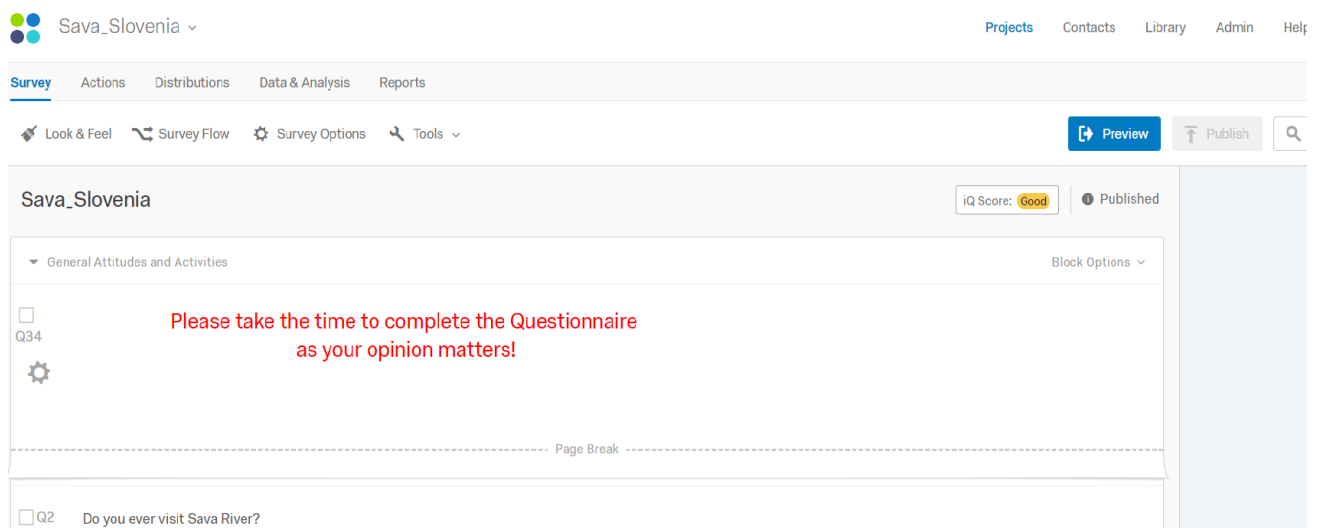 Sava_Slovenia
Projects Contacts Library Admin Help
Survey Actions Distributions Data & Analysis Reports
Look & Feel Survey Flow Survey Options Tools Preview Publish
Sava_Slovenia iQ Score: Good Published
General Attitudes and Activities Block Options
Q34
Please take the time to complete the Questionnaire
as your opinion matters!
Page Break
Q2 Do you ever visit Sava River?